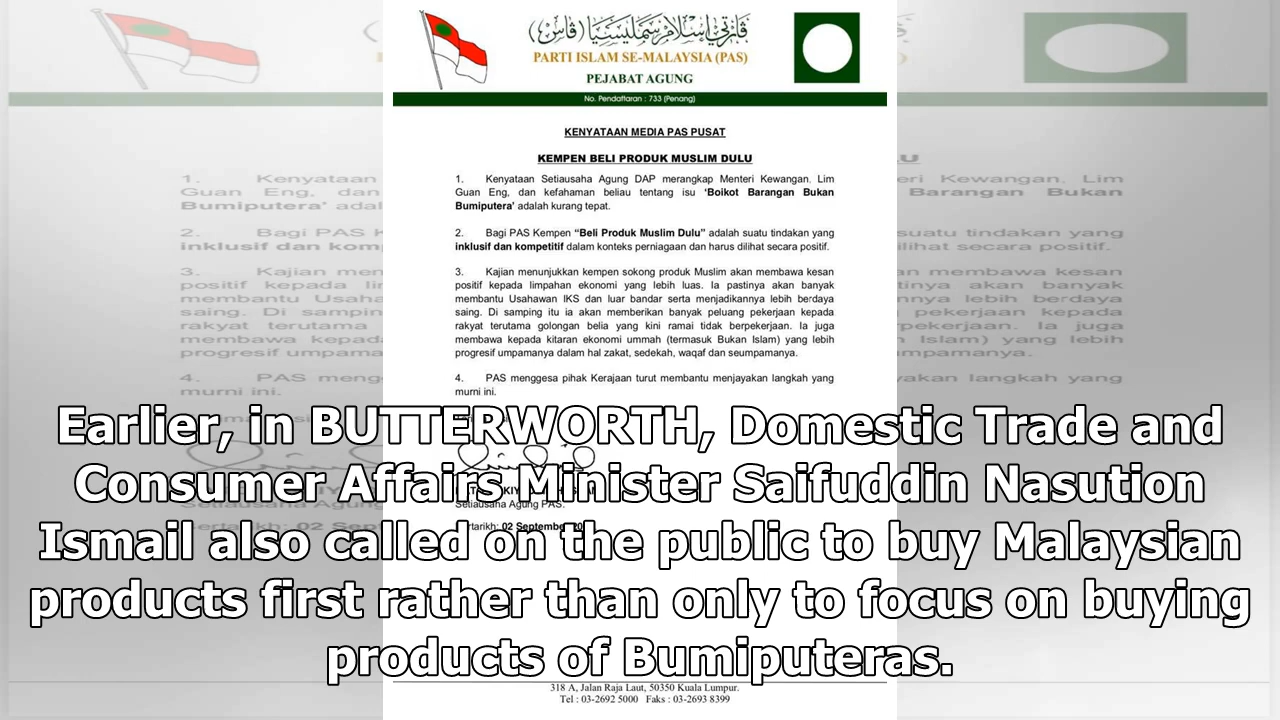 ڤرتي إسلام سمليسيا (ڤاس)
PARTI ISLAM SE-MALAYSIA (PAS)
PEJABAT AGUNG
No. Pendaftaran : 733 (Penang)
KENYATAAN MEDIA PAS PUSAT
KEMPEN BELI PRODUK MUSLIM DULU
1. Kenyataan Setiausaha Agung DAP merangkap Menteri Kewangan, Lim
Guan Eng, dan kefahaman beliau tentang isu ‘Boikot Barangan Bukan
Bumiputera’ adalah kurang tepat.
2. Bagi PAS Kempen “Beli Produk Muslim Dulu” adalah suatu tindakan yang
inklusif dan kompetitif dalam konteks perniagaan dan harus dilihat secara positif.
3. Kajian menunjukkan kempen sokong produk Muslim akan membawa kesan
positif kepada limpahan ekonomi yang lebih luas. Ia pastinya akan banyak
membantu Usahawan IKS dan luar bandar serta menjadikannya lebih berdaya
saing. Di samping itu ia akan memberikan banyak peluang pekerjaan kepada
rakyat terutama golongan belia yang kini ramai tidak berpekerjaan. Ia juga
membawa kepada kitaran ekonomi ummah (termasuk Bukan Islam) yang lebih
progresif umpamanya dalam hal zakat, sedekah, waqaf dan seumpamanya.
4. PAS menggesa pihak Kerajaan turut membantu menjayakan langkah yang
murni ini.
Earlier, in BUTTERWORTH, Domestic Trade and
Consumer Affairs Minister Saifuddin Nasution
Setiausaha Agung PAS.
02 September
Ismail also called on the public to buy Malaysian
products first rather than only to focus on buying
products of Bumiputeras.
318 A, Jalan Raja Laut, 50350 Kuala Lumpur.
Tel : 03-2692 5000 Faks : 03-2693 8399